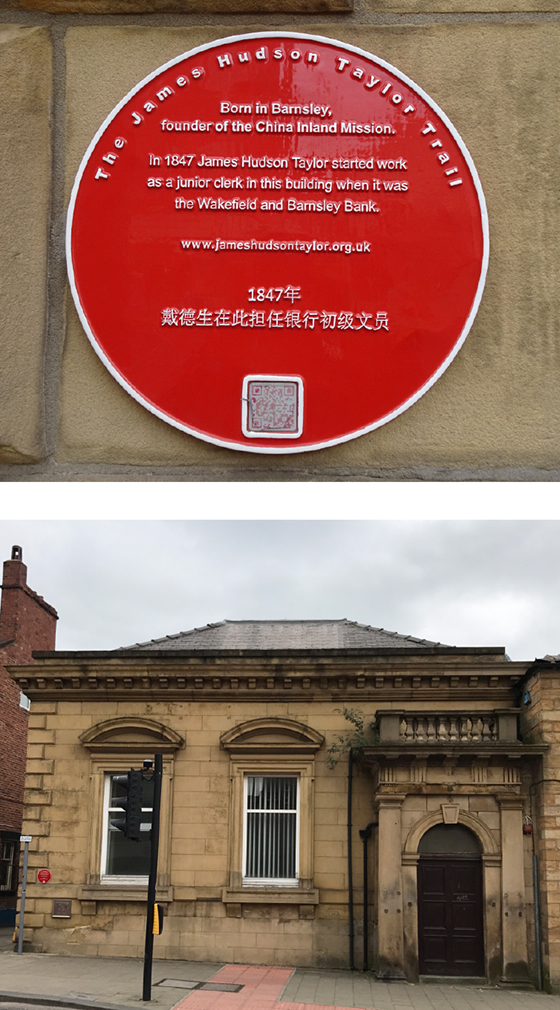 The James Hudson Taylor Trail
Born in Barnsley,
founder of the China Inland Mission.
In 1847 James Hudson Taylor started work
as a junior clerk in this building when it was
the Wakefield and Barnsley Bank.
www.jameshudsontaylor.org.uk
1847年
戴德生在此担任银行初级文员